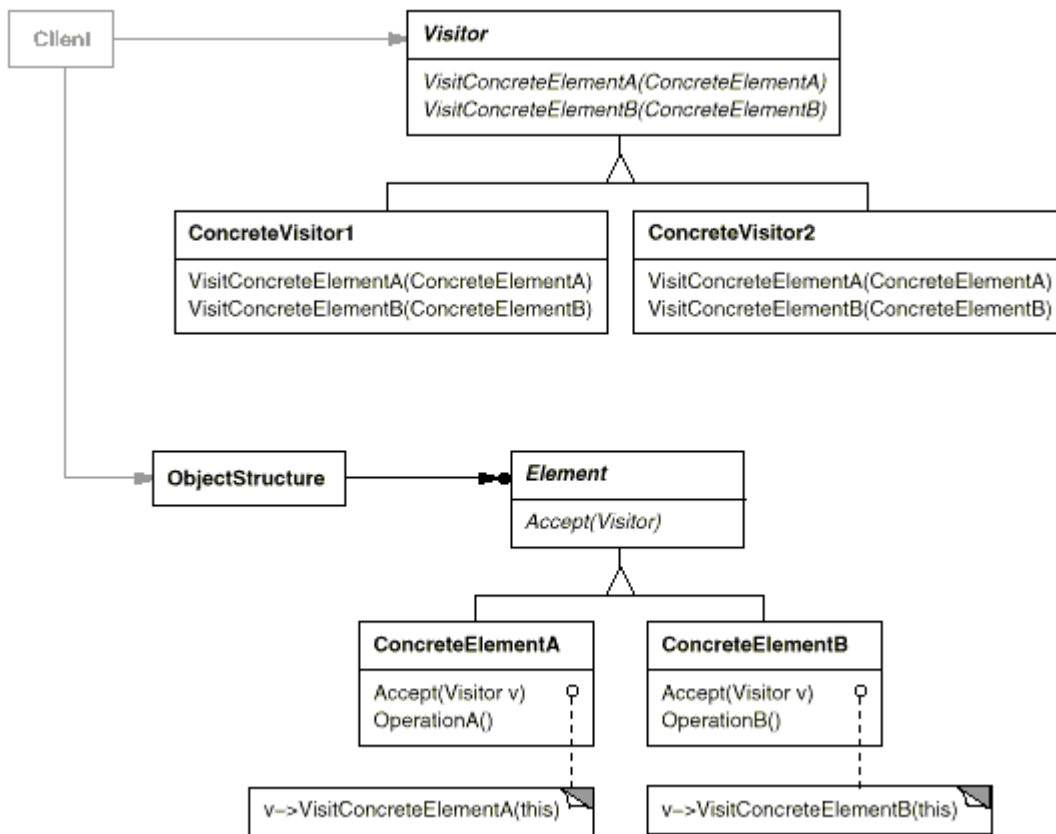 Client
Visitor
VisitConcreteElementA(ConcreteElementA)
VisitConcreteElementB(ConcreteElementB)
ConcreteVisitor1
VisitConcreteElementA(ConcreteElementA)
VisitConcreteElementB(ConcreteElementB)
ConcreteVisitor2
VisitConcreteElementA(ConcreteElementA)
VisitConcreteElementB(ConcreteElementB)
ObjectStructure
Element
Accept(Visitor)
ConcreteElementA
Accept(Visitor v)
OperationA()
ConcreteElementB
Accept(Visitor v)
OperationB()
v–>VisitConcreteElementA(this)
v–>VisitConcreteElementB(this)